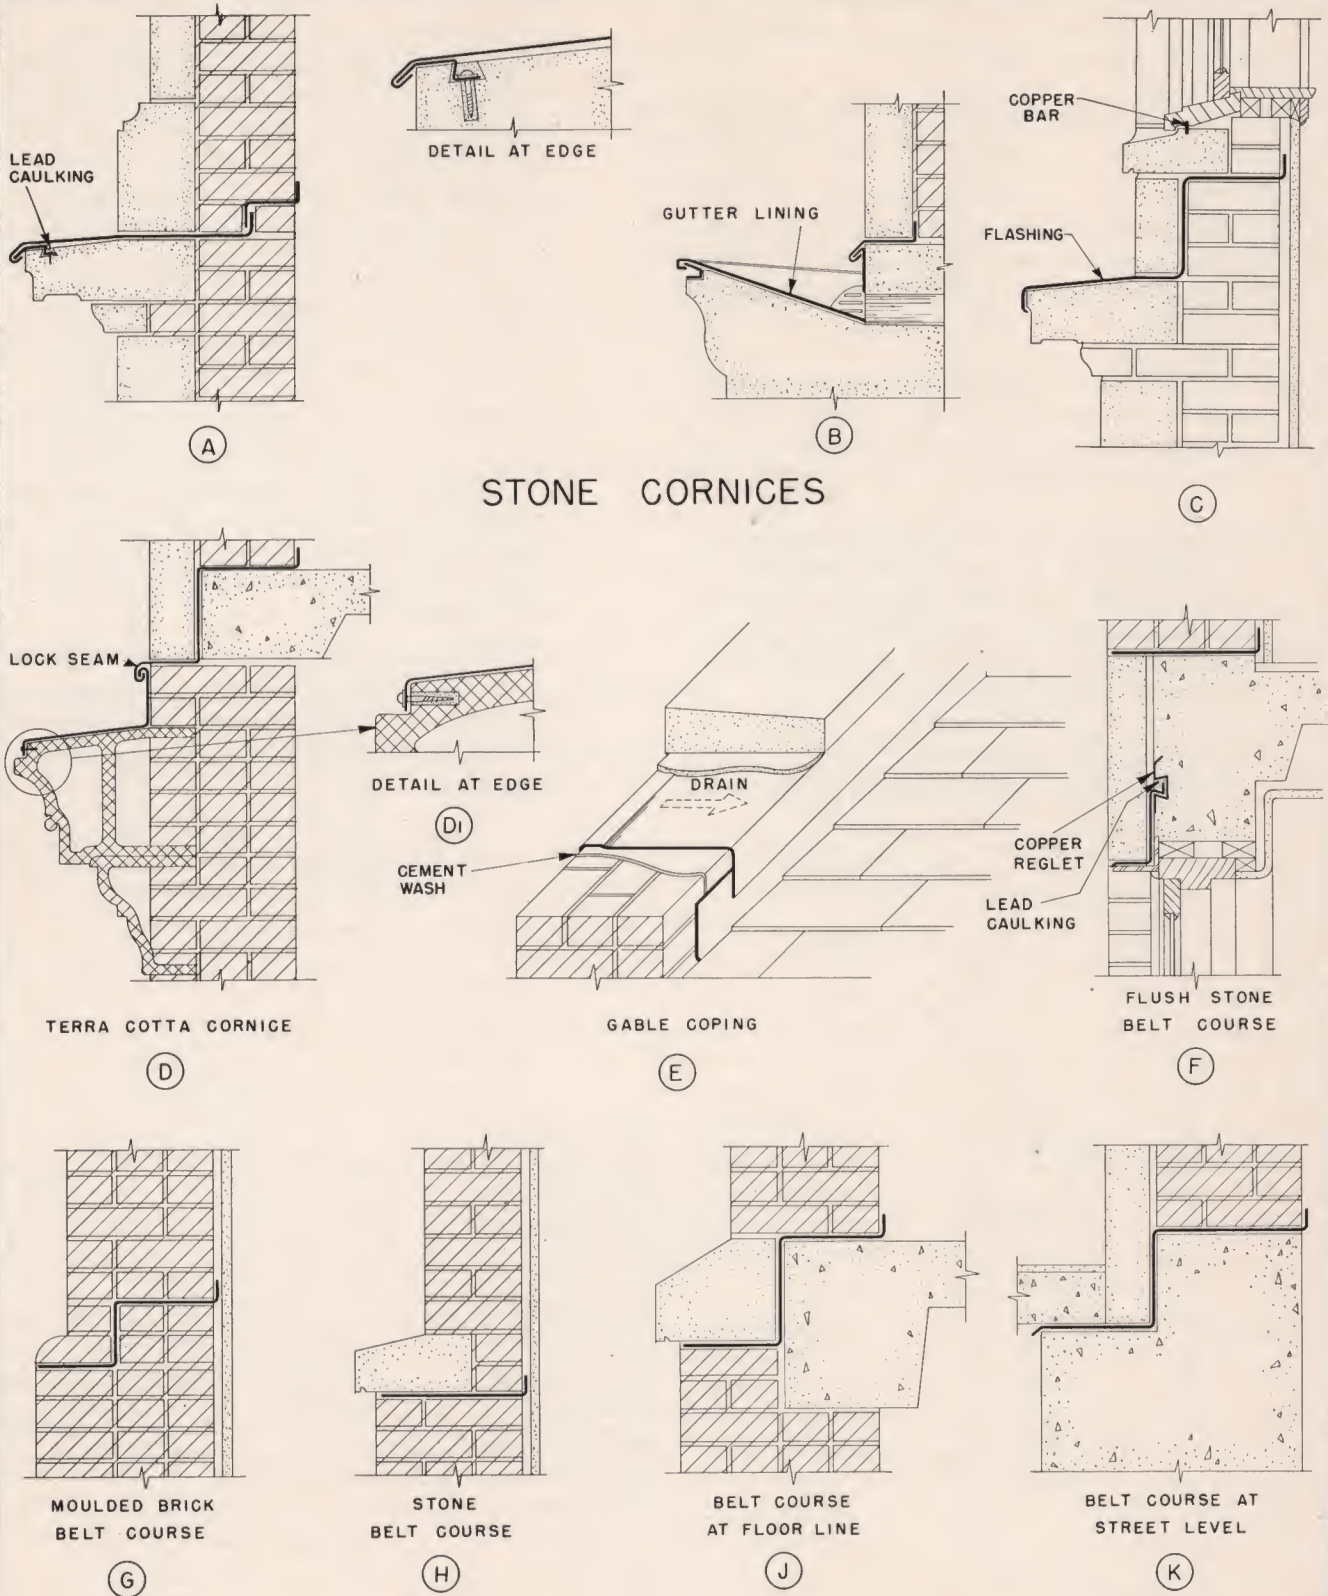 LEAD
CAULKING
A
DETAIL AT EDGE
GUTTER LINING
B
COPPER
BAR
FLASHING
C
STONE CORNICES
LOCK SEAM
TERRA COTTA CORNICE
D
DETAIL AT EDGE
D1
CEMENT
WASH
DRAIN
GABLE COPING
E
COPPER
REGLET
LEAD
CAULKING
FLUSH STONE
BELT COURSE
F
MOULDED BRICK
BELT COURSE
G
STONE
BELT COURSE
H
BELT COURSE
AT FLOOR LINE
J
BELT COURSE AT
STREET LEVEL
K